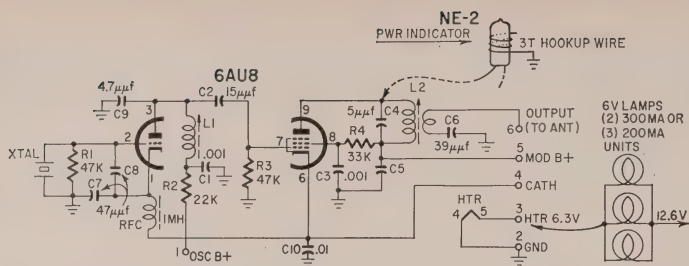 NE-2
PWR INDICATOR
3T HOOKUP WIRE
6AU8
4.7μμf
C9
3
C2
15μμf
9
5μμf
C4
L2
L1
XTAL
R1
47K
2
C8
1
C7
47μμf
RFC
1MH
.001
C1
R2
22K
1
OSC B+
R3
47K
7
8
6
R4
33K
C3
.001
C5
C6
39μμf
C10
.01
OUTPUT
6 (TO ANT)
5
MOD B+
4
CATH
HTR
4 5
3
HTR 6.3V
2
GND
6V LAMPS
(2) 300MA OR
(3) 200MA
UNITS
12.6V